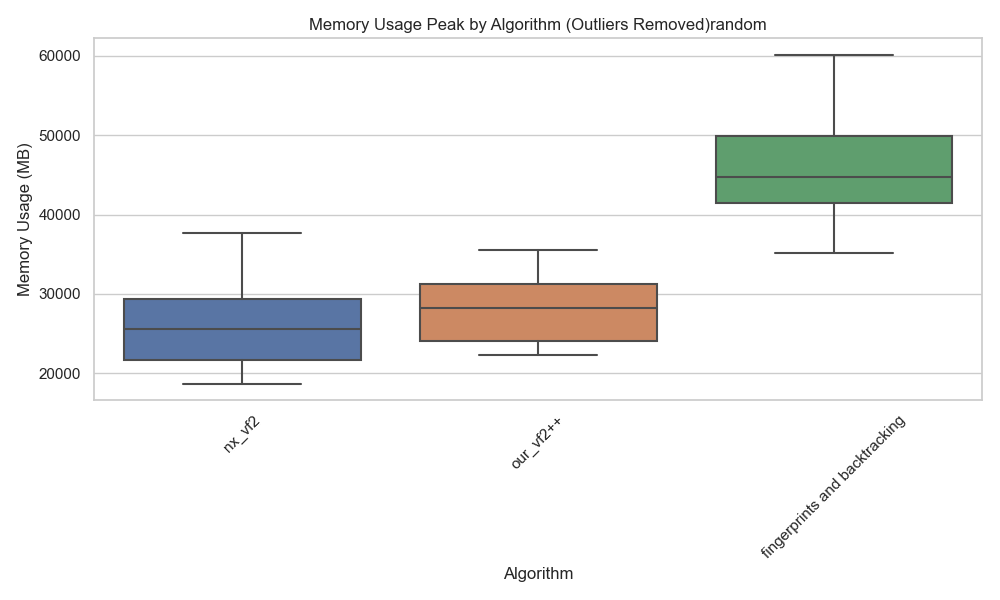 Memory Usage Peak by Algorithm (Outliers Removed)random
Memory Usage (MB)
60000
50000
40000
30000
20000
nx_vf2
our_vf2++
fingerprints and backtracking
Algorithm